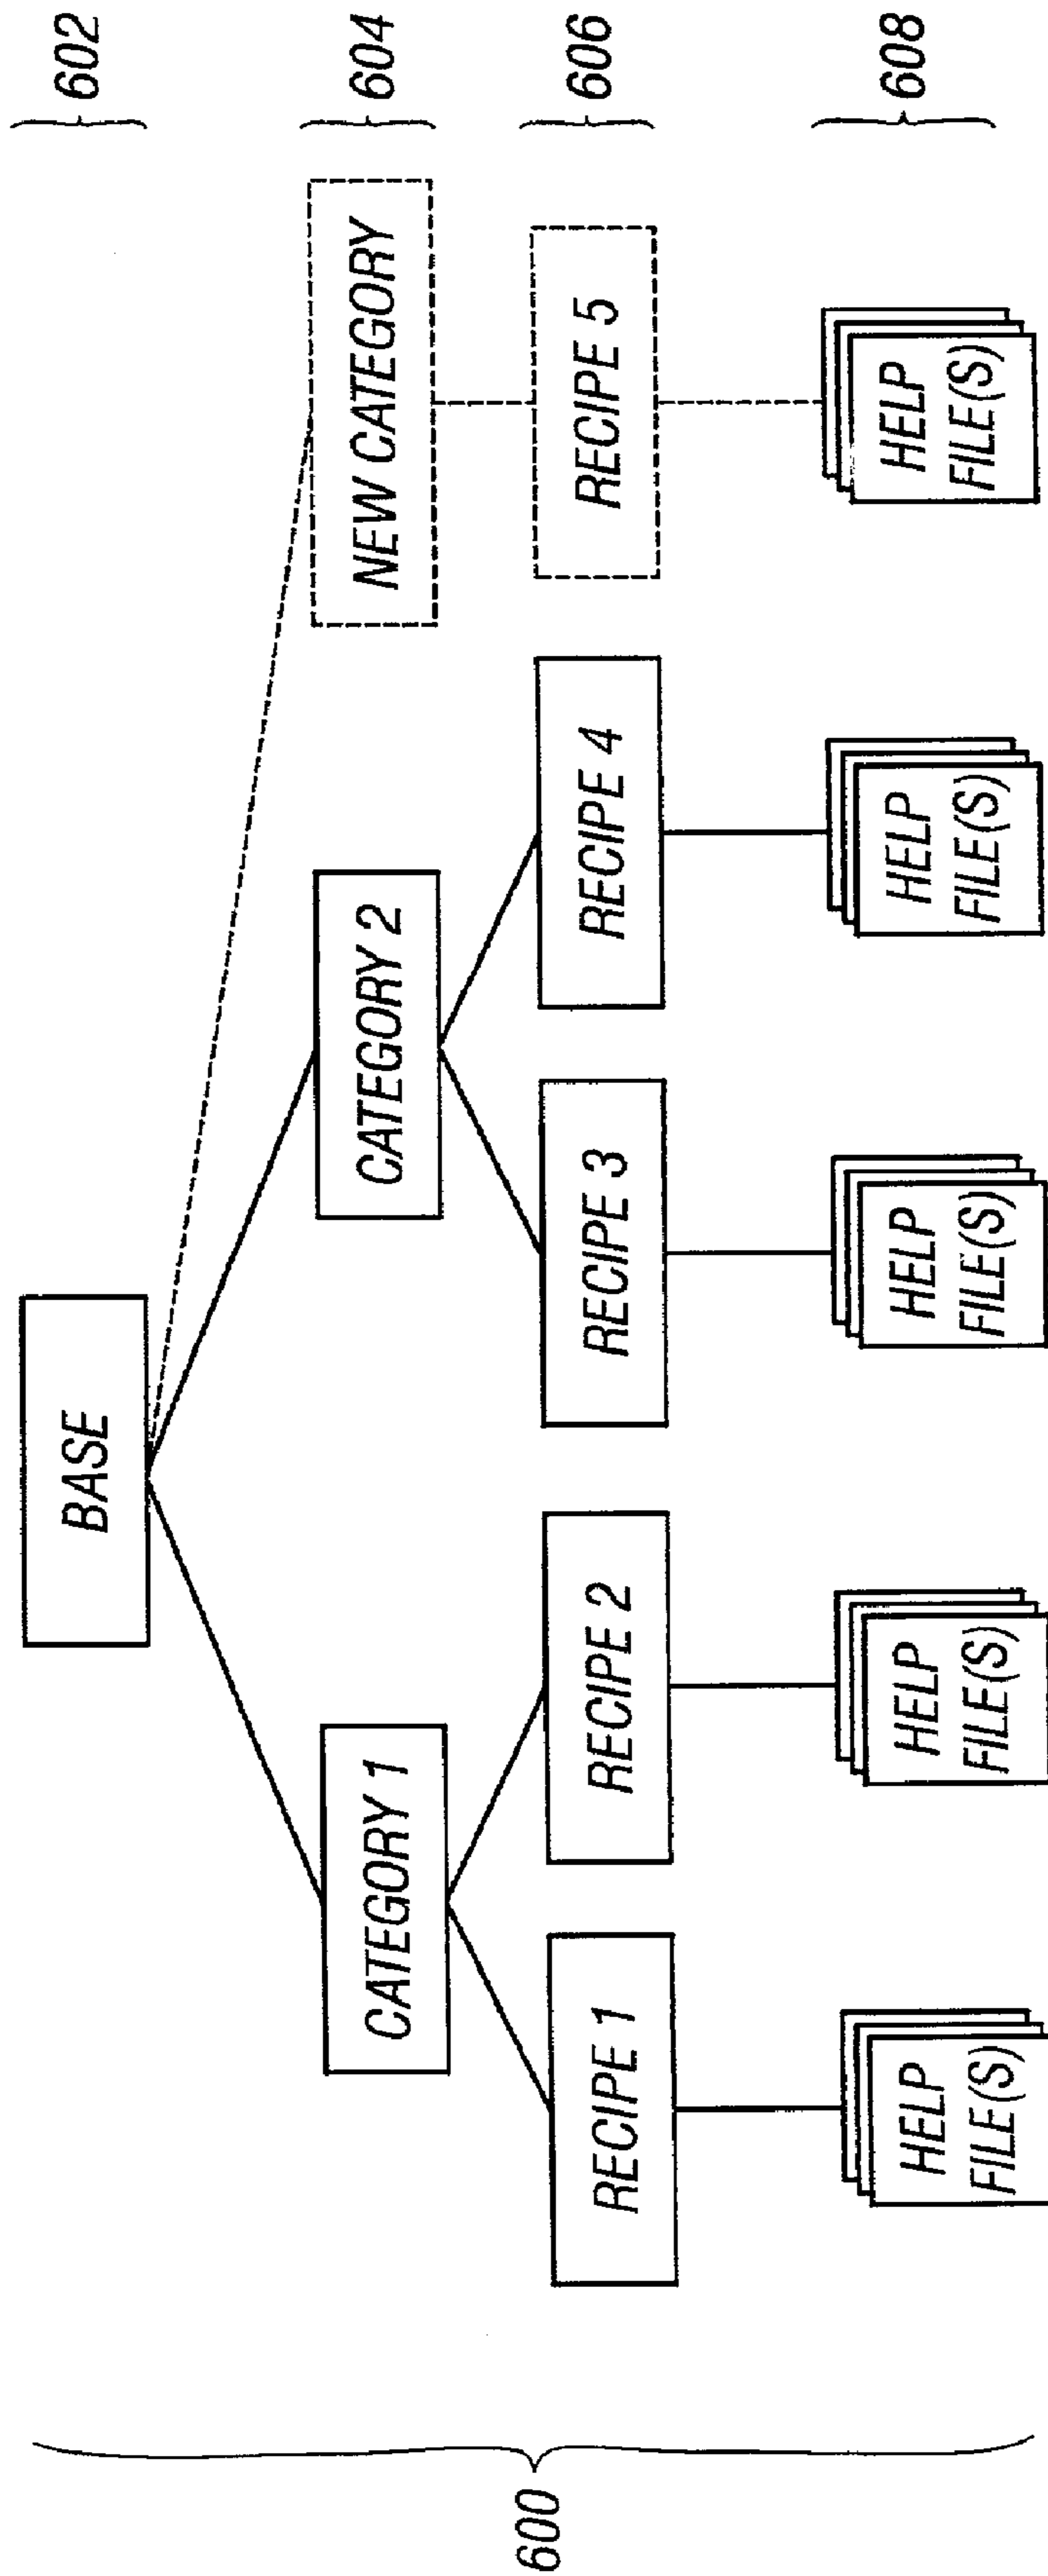 BASE
602
CATEGORY 1
CATEGORY 2
NEW CATEGORY
604
RECIPE 1
RECIPE 2
RECIPE 3
RECIPE 4
RECIPE 5
606
600
HELP
FILE(S)
HELP
FILE(S)
HELP
FILE(S)
HELP
FILE(S)
HELP
FILE(S)
608